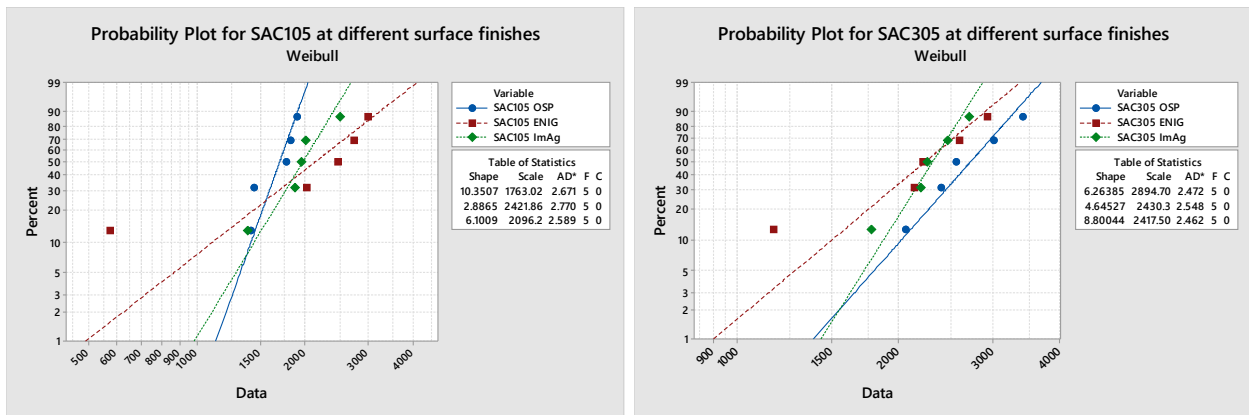 Probability Plot for SAC105 at different surface finishes
Weibull
99
90
80
70
60
50
40
30
20
10
5
3
2
1
Percent
500
600
700
800
900
1000
1500
2000
3000
4000
Data
Variable
SAC105 OSP
SAC105 ENIG
SAC105 ImAg
Table of Statistics
Shape Scale AD* F C
10.3507 1763.02 2.671 5 0
2.8865 2421.86 2.770 5 0
6.1009 2096.2 2.589 5 0
Probability Plot for SAC305 at different surface finishes
Weibull
99
90
80
70
60
50
40
30
20
10
5
3
2
1
Percent
900
1000
1500
2000
3000
4000
Data
Variable
SAC305 OSP
SAC305 ENIG
SAC305 ImAg
Table of Statistics
Shape Scale AD* F C
6.26385 2894.70 2.472 5 0
4.64527 2430.3 2.548 5 0
8.80044 2417.50 2.462 5 0